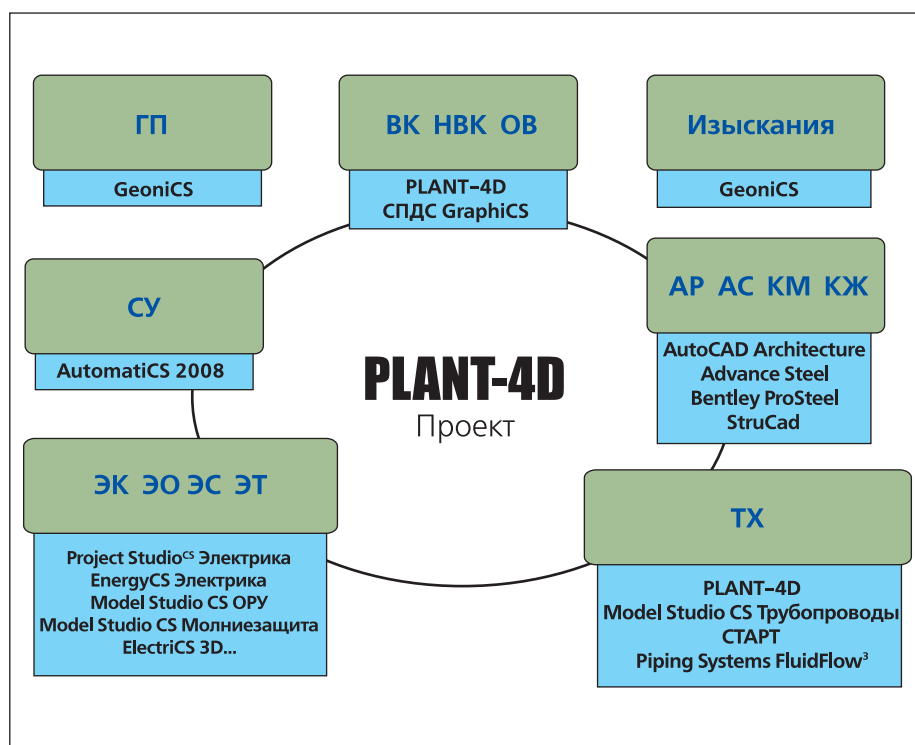 ГП
GeoniCS
ВК НВК ОВ
PLANT-4D
СПДС GraphiCS
Изыскания
GeoniCS
СУ
AutomatiCS 2008
АР АС КМ КЖ
AutoCAD Architecture
Advance Steel
Bentley ProSteel
StruCad
PLANT-4D
Проект
ЭК ЭО ЭС ЭТ
Project Studioᶜˢ Электрика
EnergyCS Электрика
Model Studio CS ОРУ
Model Studio CS Молниезащита
ElectriCS 3D...
ТХ
PLANT-4D
Model Studio CS Трубопроводы
СТАРТ
Piping Systems FluidFlow³